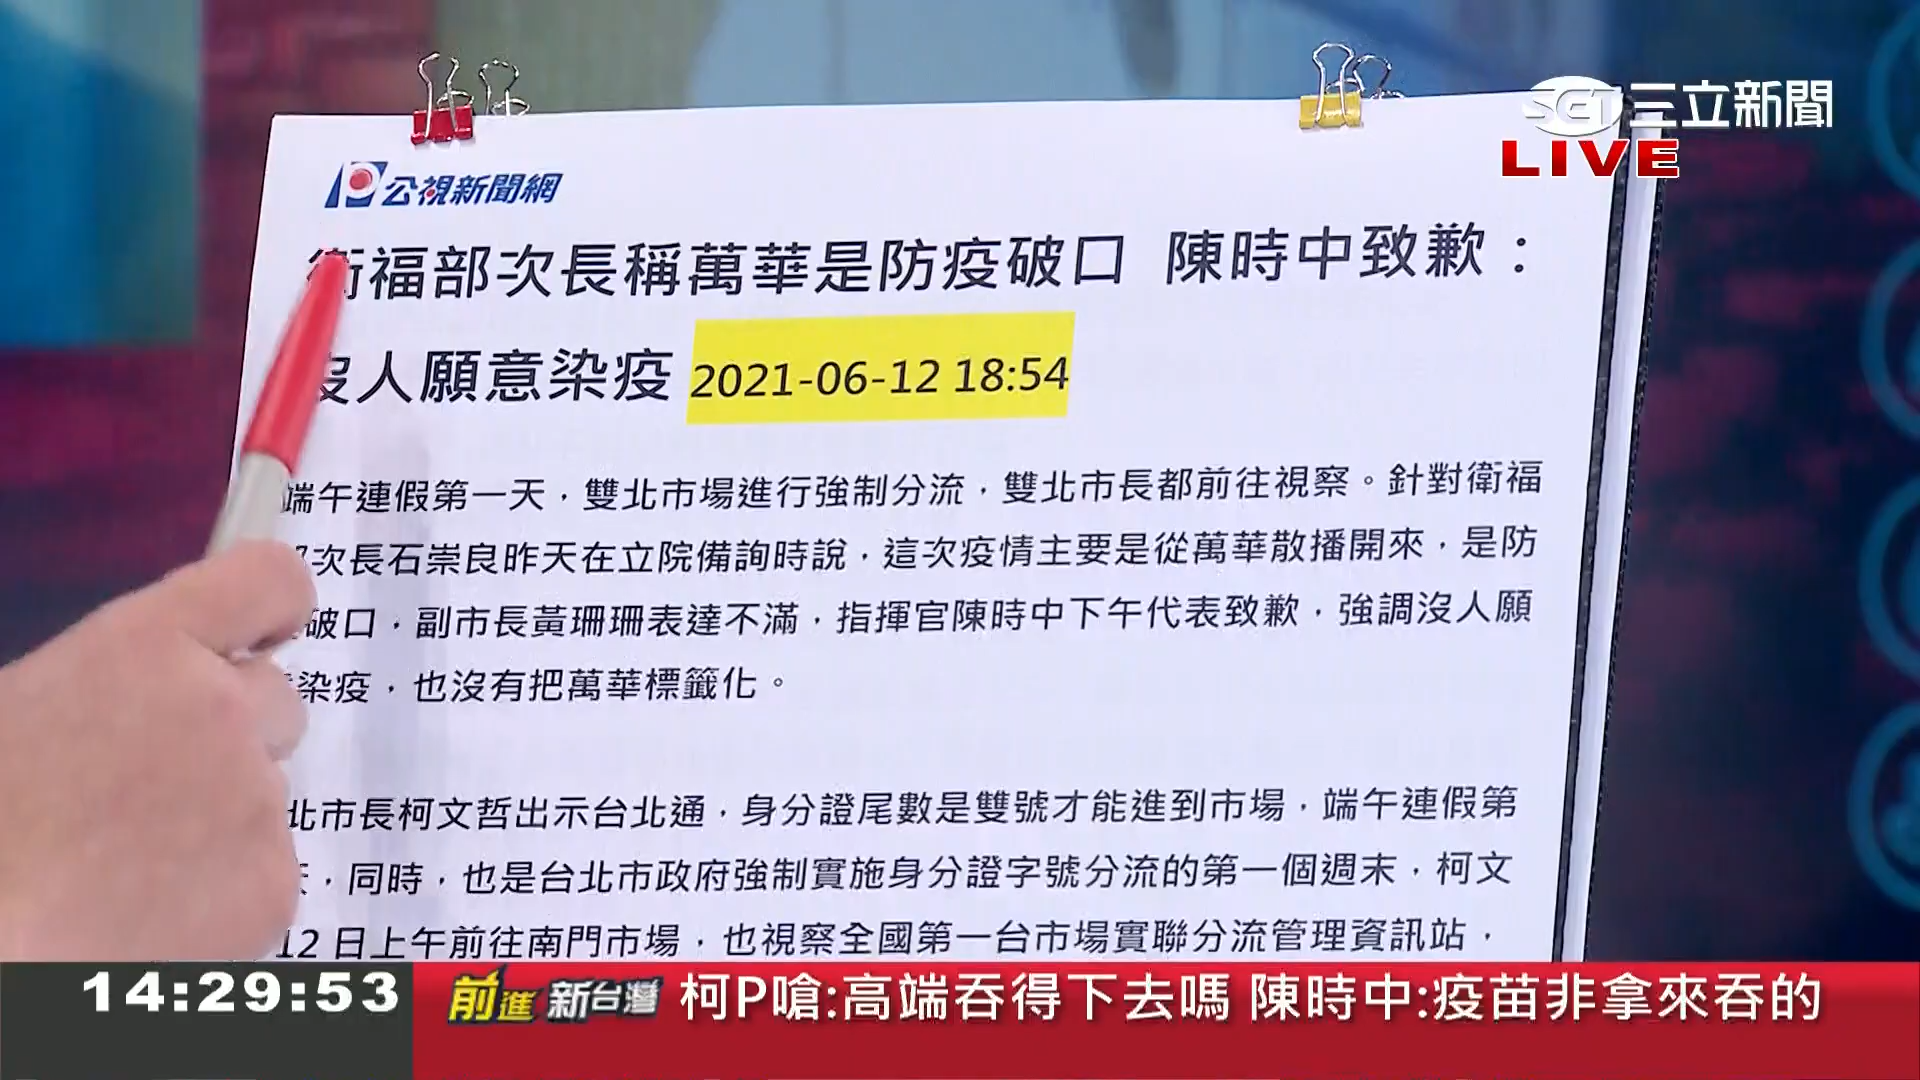 SET三立新聞
LIVE
公視新聞網
衛福部次長稱萬華是防疫破口 陳時中致歉：
沒人願意染疫 2021-06-12 18:54
端午連假第一天，雙北市場進行強制分流，雙北市長都前往視察。針對衛福
部次長石崇良昨天在立院備詢時說，這次疫情主要是從萬華散播開來，是防
破口，副市長黃珊珊表達不滿，指揮官陳時中下午代表致歉，強調沒人願
染疫，也沒有把萬華標籤化。
北市長柯文哲出示台北通，身分證尾數是雙號才能進到市場，端午連假第
天，同時，也是台北市政府強制實施身分證字號分流的第一個週末，柯文
12日上午前往南門市場，也視察全國第一台市場實聯分流管理資訊站，
14:29:53 前進新台灣 柯P嗆:高端吞得下去嗎 陳時中:疫苗非拿來吞的